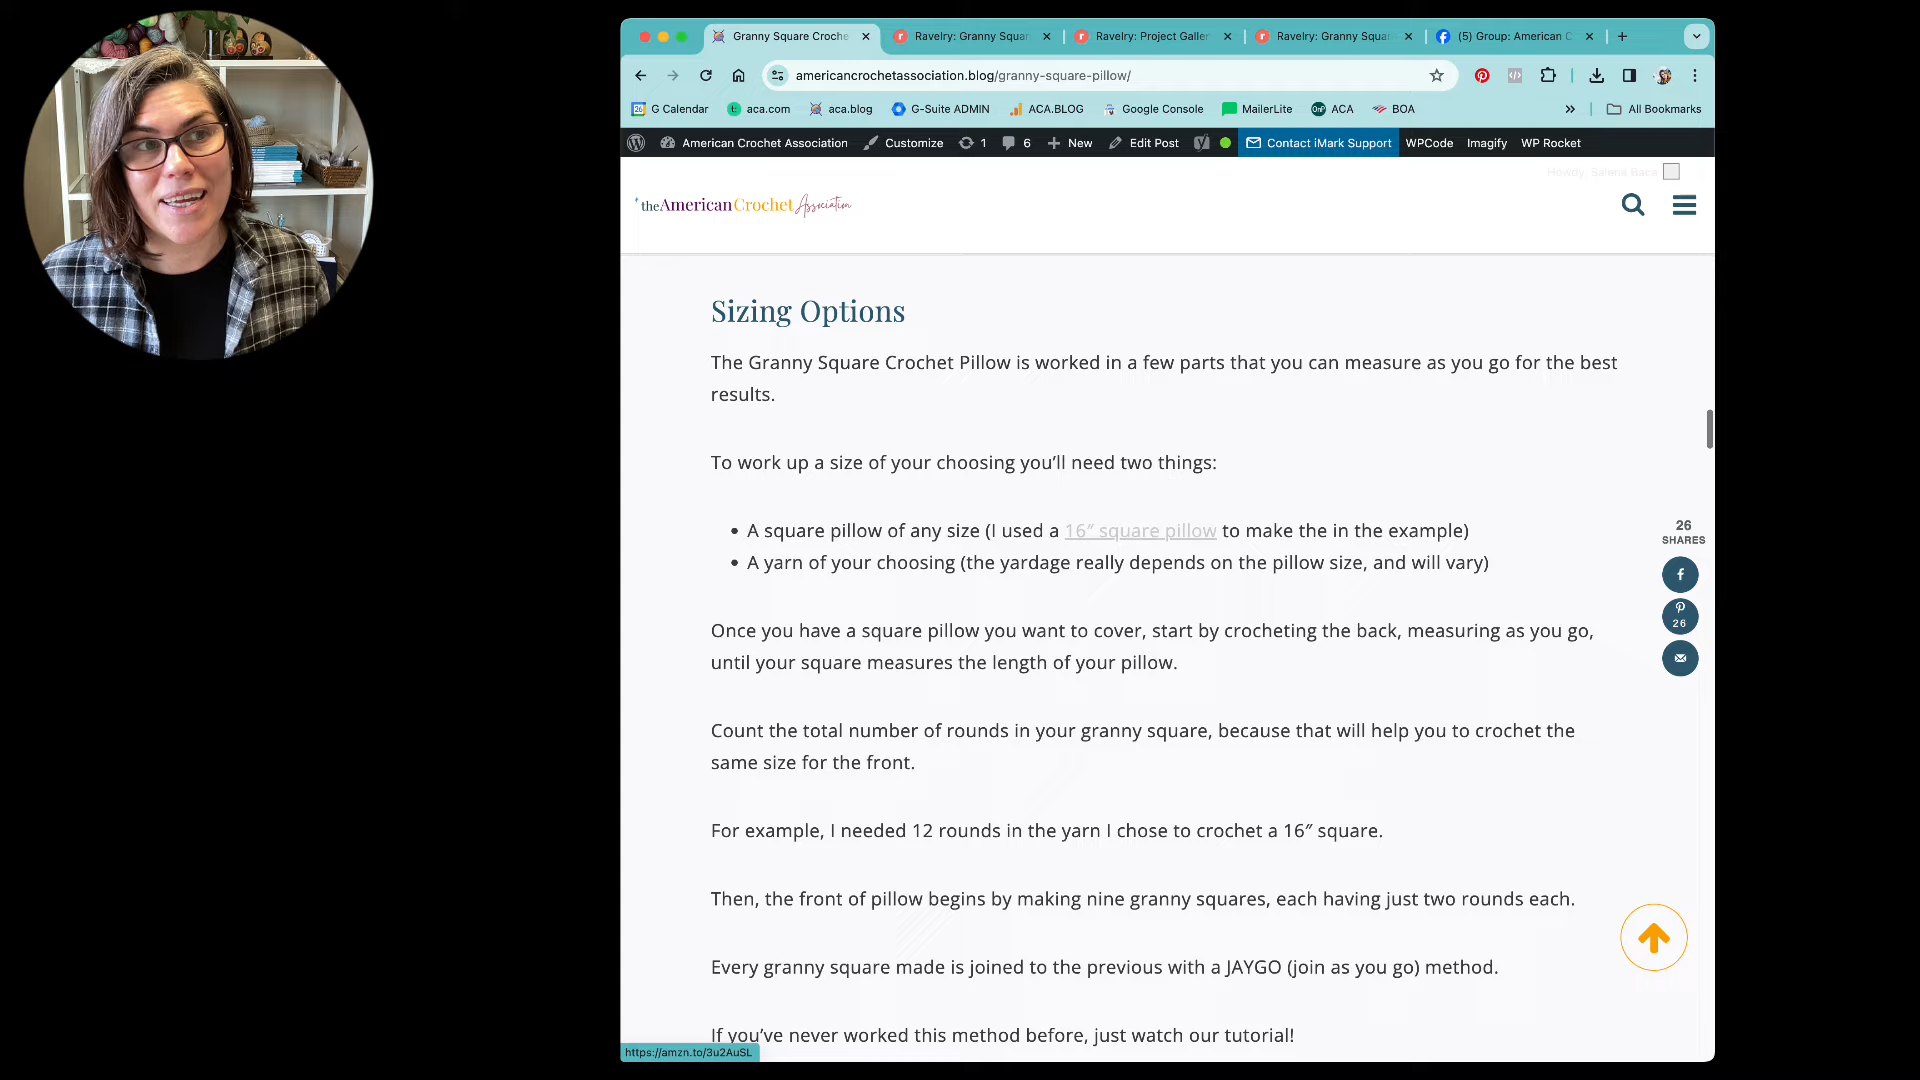 Granny Square Croche
Ravelry: Granny Squar
Ravelry: Project Galler
Ravelry: Granny Squar
(5) Group: American C
americancrochetassociation.blog/granny-square-pillow/
G Calendar
aca.com
aca.blog
G-Suite ADMIN
ACA.BLOG
Google Console
MailerLite
ACA
BOA
All Bookmarks
American Crochet Association
Customize
1
6
New
Edit Post
Contact iMark Support
WPCode
Imagify
WP Rocket
Howdy, Salena Baca
theAmericanCrochetAssociation
Sizing Options
The Granny Square Crochet Pillow is worked in a few parts that you can measure as you go for the best
results.
To work up a size of your choosing you’ll need two things:
• A square pillow of any size (I used a 16″ square pillow to make the in the example)
• A yarn of your choosing (the yardage really depends on the pillow size, and will vary)
26
SHARES
26
Once you have a square pillow you want to cover, start by crocheting the back, measuring as you go,
until your square measures the length of your pillow.
Count the total number of rounds in your granny square, because that will help you to crochet the
same size for the front.
For example, I needed 12 rounds in the yarn I chose to crochet a 16″ square.
Then, the front of pillow begins by making nine granny squares, each having just two rounds each.
Every granny square made is joined to the previous with a JAYGO (join as you go) method.
If you’ve never worked this method before, just watch our tutorial!
https://amzn.to/3u2AuSL